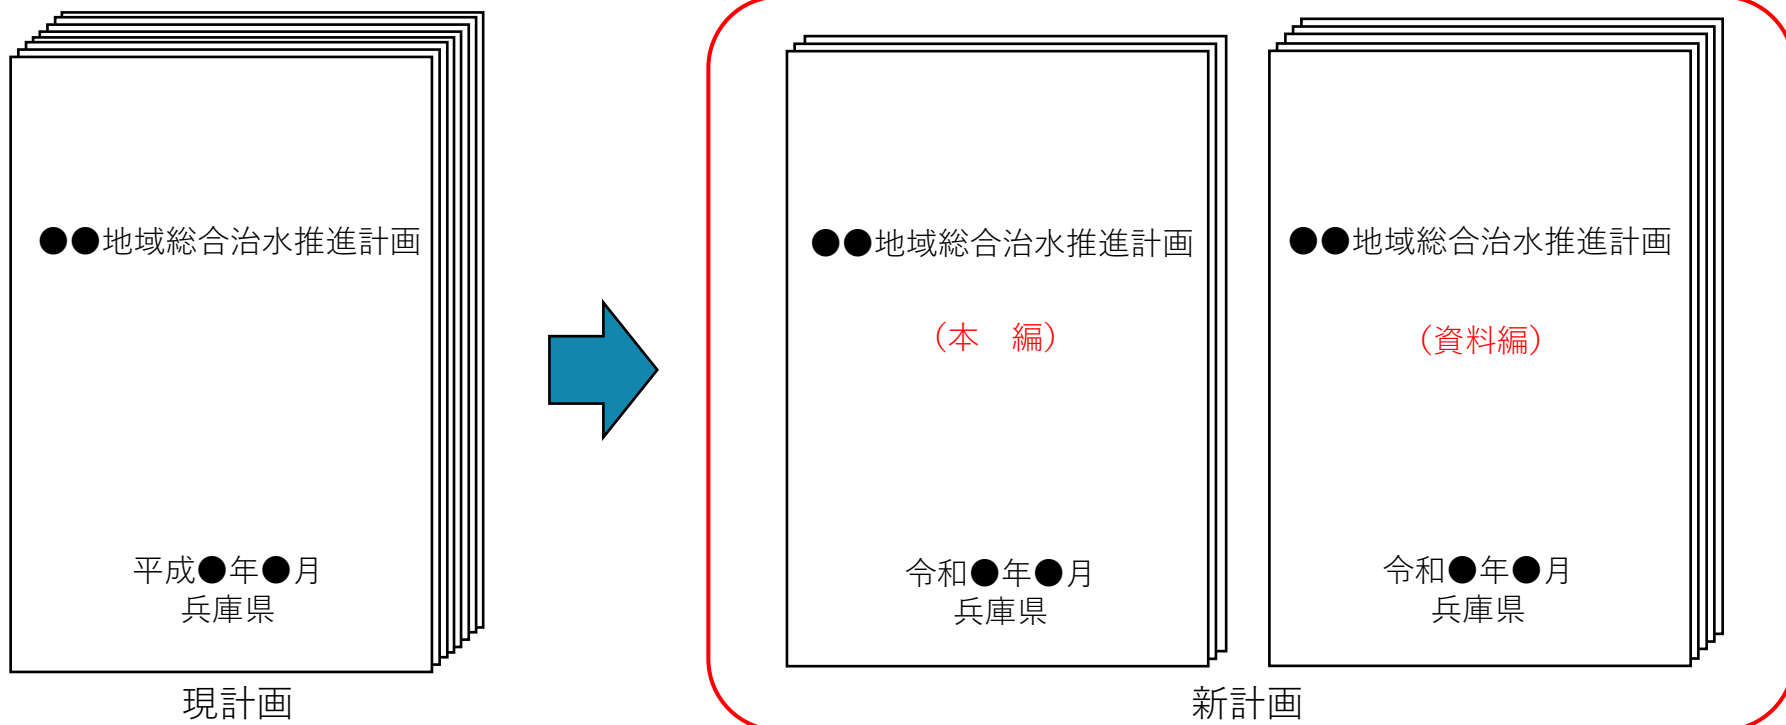 ●●地域総合治水推進計画
平成●年●月
兵庫県
現計画
●●地域総合治水推進計画
（本　編）
令和●年●月
兵庫県
●●地域総合治水推進計画
（資料編）
令和●年●月
兵庫県
新計画